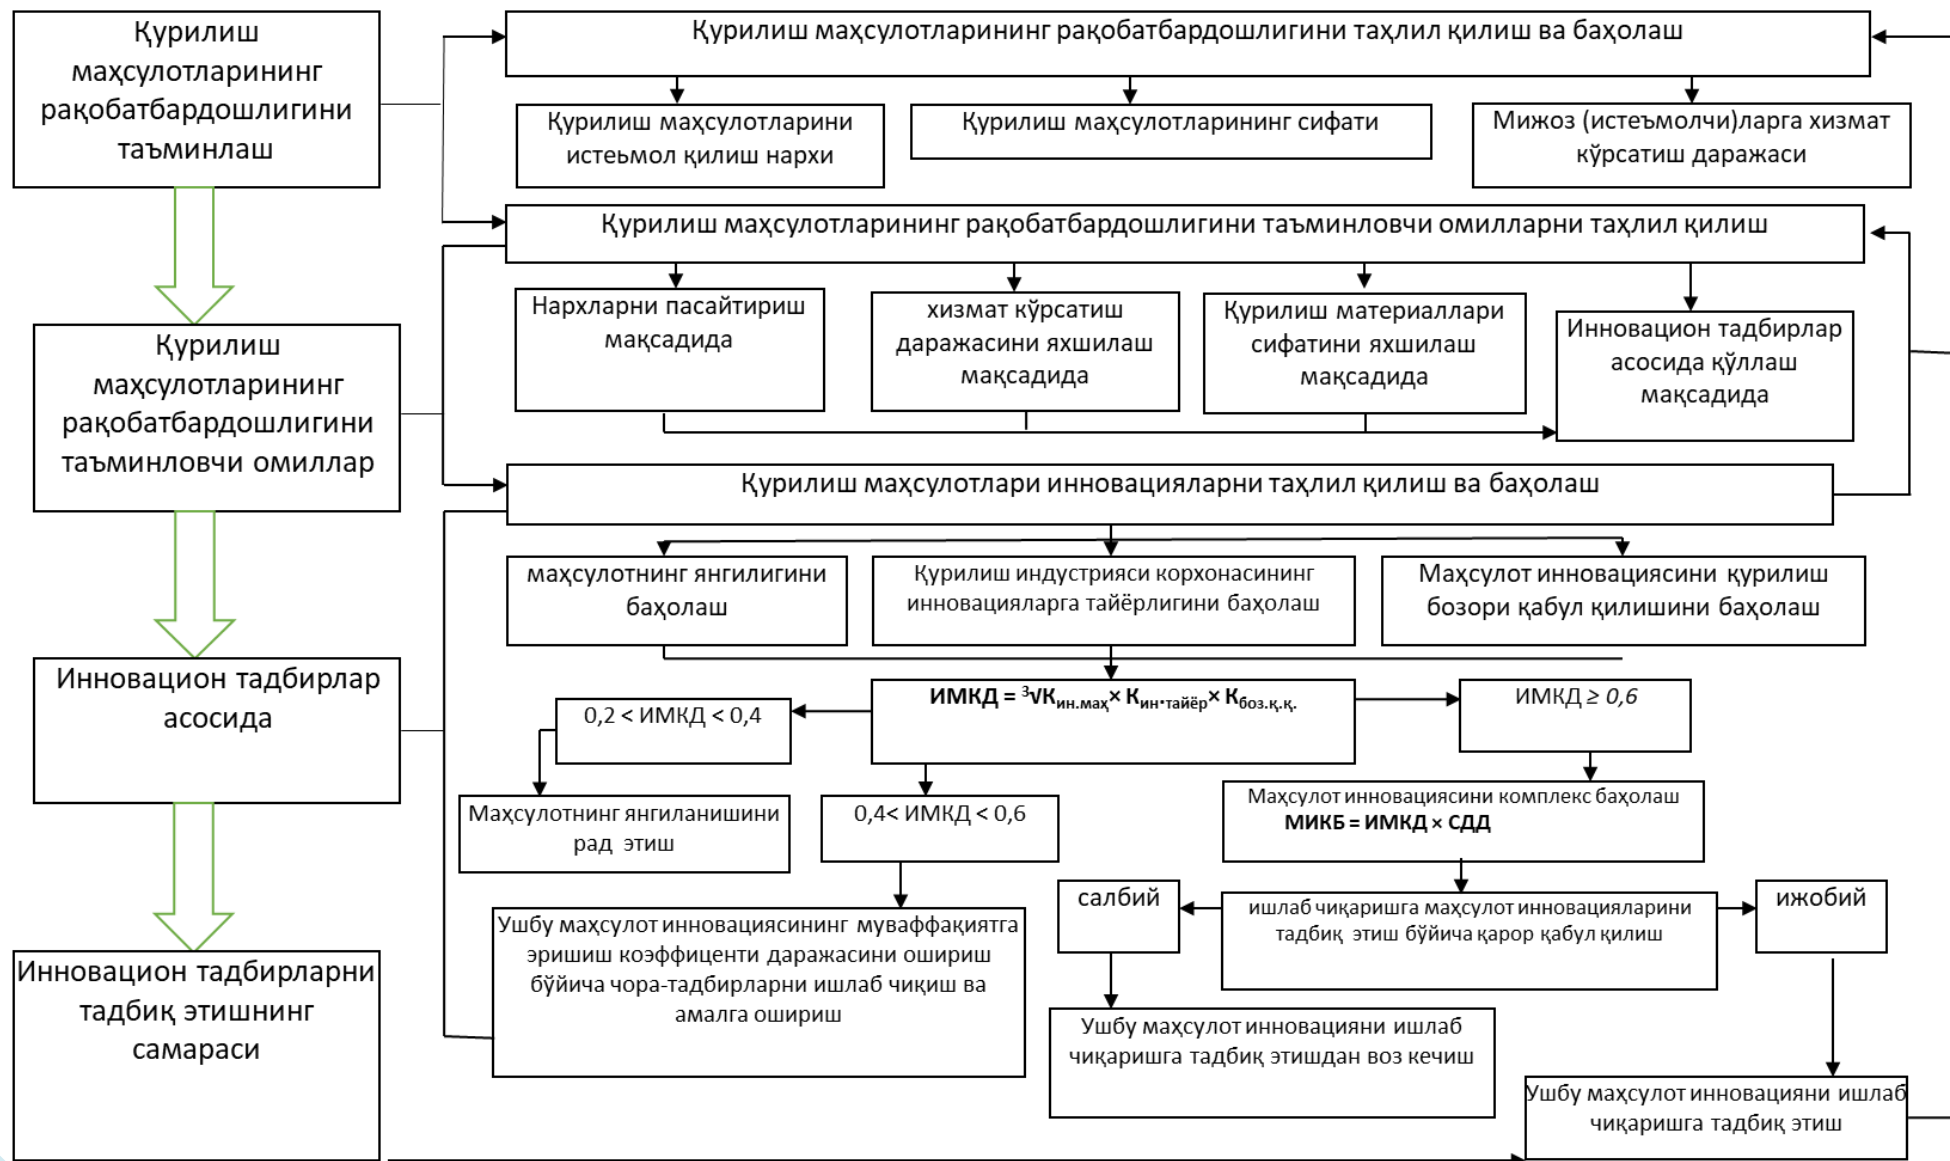 Қурилиш
маҳсулотларининг
рақобатбардошлигини
таъминлаш
Қурилиш маҳсулотларининг рақобатбардошлигини таҳлил қилиш ва баҳолаш
Қурилиш маҳсулотларини
истеьмол қилиш нархи
Қурилиш маҳсулотларининг сифати
Мижоз (истеъмолчи)ларга хизмат
кўрсатиш даражаси
Қурилиш маҳсулотларининг рақобатбардошлигини таъминловчи омилларни таҳлил қилиш
Нархларни пасайтириш
мақсадида
хизмат кўрсатиш
даражасини яхшилаш
мақсадида
Қурилиш материаллари
сифатини яхшилаш
мақсадида
Инновацион тадбирлар
асосида қўллаш
мақсадида
Қурилиш
маҳсулотларининг
рақобатбардошлигини
таъминловчи омиллар
Қурилиш маҳсулотлари инновацияларни таҳлил қилиш ва баҳолаш
маҳсулотнинг янгилигини
баҳолаш
Қурилиш индустрияси корхонасининг
инновацияларга тайёрлигини баҳолаш
Маҳсулот инновациясини қурилиш
бозори қабул қилишини баҳолаш
Инновацион тадбирлар
асосида
0,2 < ИМКД < 0,4
ИМКД = ³√Кин.маҳ× Кин.тайёр× Кбоз.қ.қ.
ИМКД ≥ 0,6
Маҳсулотнинг янгиланишини
рад этиш
0,4< ИМКД < 0,6
Маҳсулот инновациясини комплекс баҳолаш
МИКБ = ИМКД × СДД
Ушбу маҳсулот инновациясининг муваффақиятга
эришиш коэффиценти даражасини ошириш
бўйича чора-тадбирларни ишлаб чиқиш ва
амалга ошириш
салбий
ишлаб чиқаришга маҳсулот инновацияларини
тадбиқ этиш бўйича қарор қабул қилиш
ижобий
Инновацион тадбирларни
тадбиқ этишнинг
самараси
Ушбу маҳсулот инновацияни ишлаб
чиқаришга тадбиқ этишдан воз кечиш
Ушбу маҳсулот инновацияни ишлаб
чиқаришга тадбиқ этиш